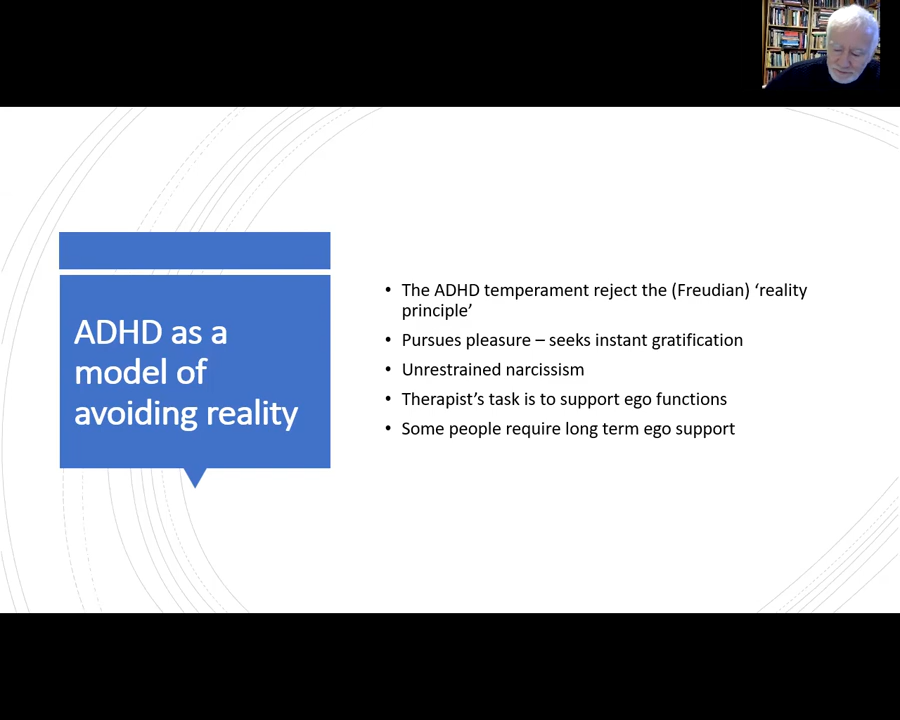 ADHD as a
model of
avoiding reality
• The ADHD temperament reject the (Freudian) ‘reality
principle’
• Pursues pleasure – seeks instant gratification
• Unrestrained narcissism
• Therapist’s task is to support ego functions
• Some people require long term ego support